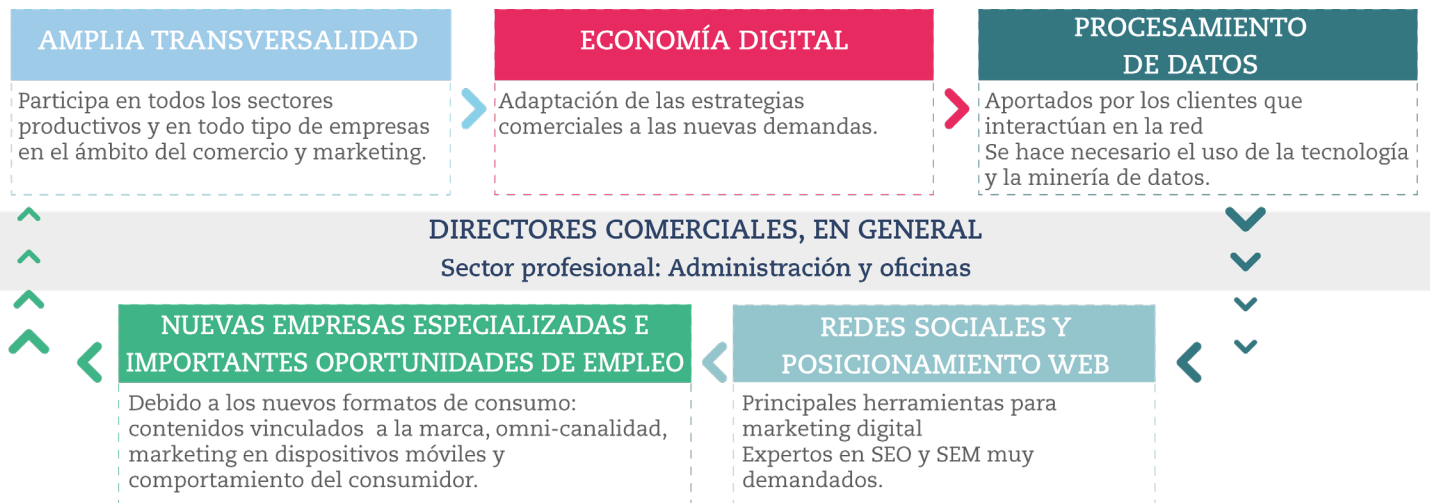 AMPLIA TRANSVERSALIDAD
Participa en todos los sectores
productivos y en todo tipo de empresas
en el ámbito del comercio y marketing.
ECONOMÍA DIGITAL
Adaptación de las estrategias
comerciales a las nuevas demandas.
PROCESAMIENTO
DE DATOS
Aportados por los clientes que
interactúan en la red
Se hace necesario el uso de la tecnología
y la minería de datos.
DIRECTORES COMERCIALES, EN GENERAL
Sector profesional: Administración y oficinas
REDES SOCIALES Y
POSICIONAMIENTO WEB
Principales herramientas para
marketing digital
Expertos en SEO y SEM muy
demandados.
NUEVAS EMPRESAS ESPECIALIZADAS E
IMPORTANTES OPORTUNIDADES DE EMPLEO
Debido a los nuevos formatos de consumo:
contenidos vinculados a la marca, omni-canalidad,
marketing en dispositivos móviles y
comportamiento del consumidor.